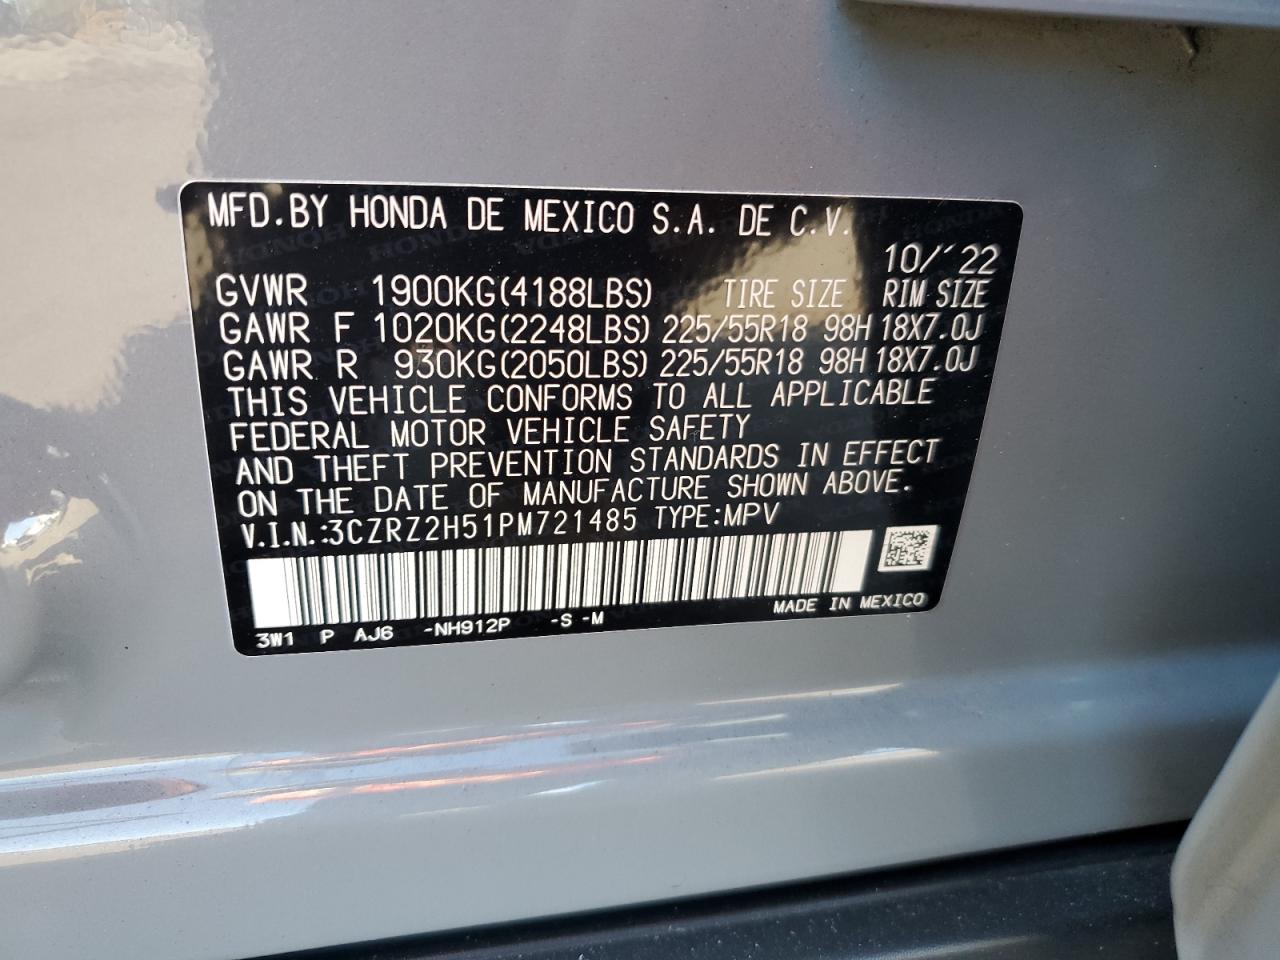 MFD.BY HONDA DE MEXICO S.A. DE C.V.
10/'22
GVWR 1900KG(4188LBS) TIRE SIZE RIM SIZE
GAWR F 1020KG(2248LBS) 225/55R18 98H 18X7.0J
GAWR R 930KG(2050LBS) 225/55R18 98H 18X7.0J
THIS VEHICLE CONFORMS TO ALL APPLICABLE
FEDERAL MOTOR VEHICLE SAFETY
AND THEFT PREVENTION STANDARDS IN EFFECT
ON THE DATE OF MANUFACTURE SHOWN ABOVE.
V.I.N.:3CZRZ2H51PM721485 TYPE:MPV
MADE IN MEXICO
3W1 P AJ6 -NH912P -S -M